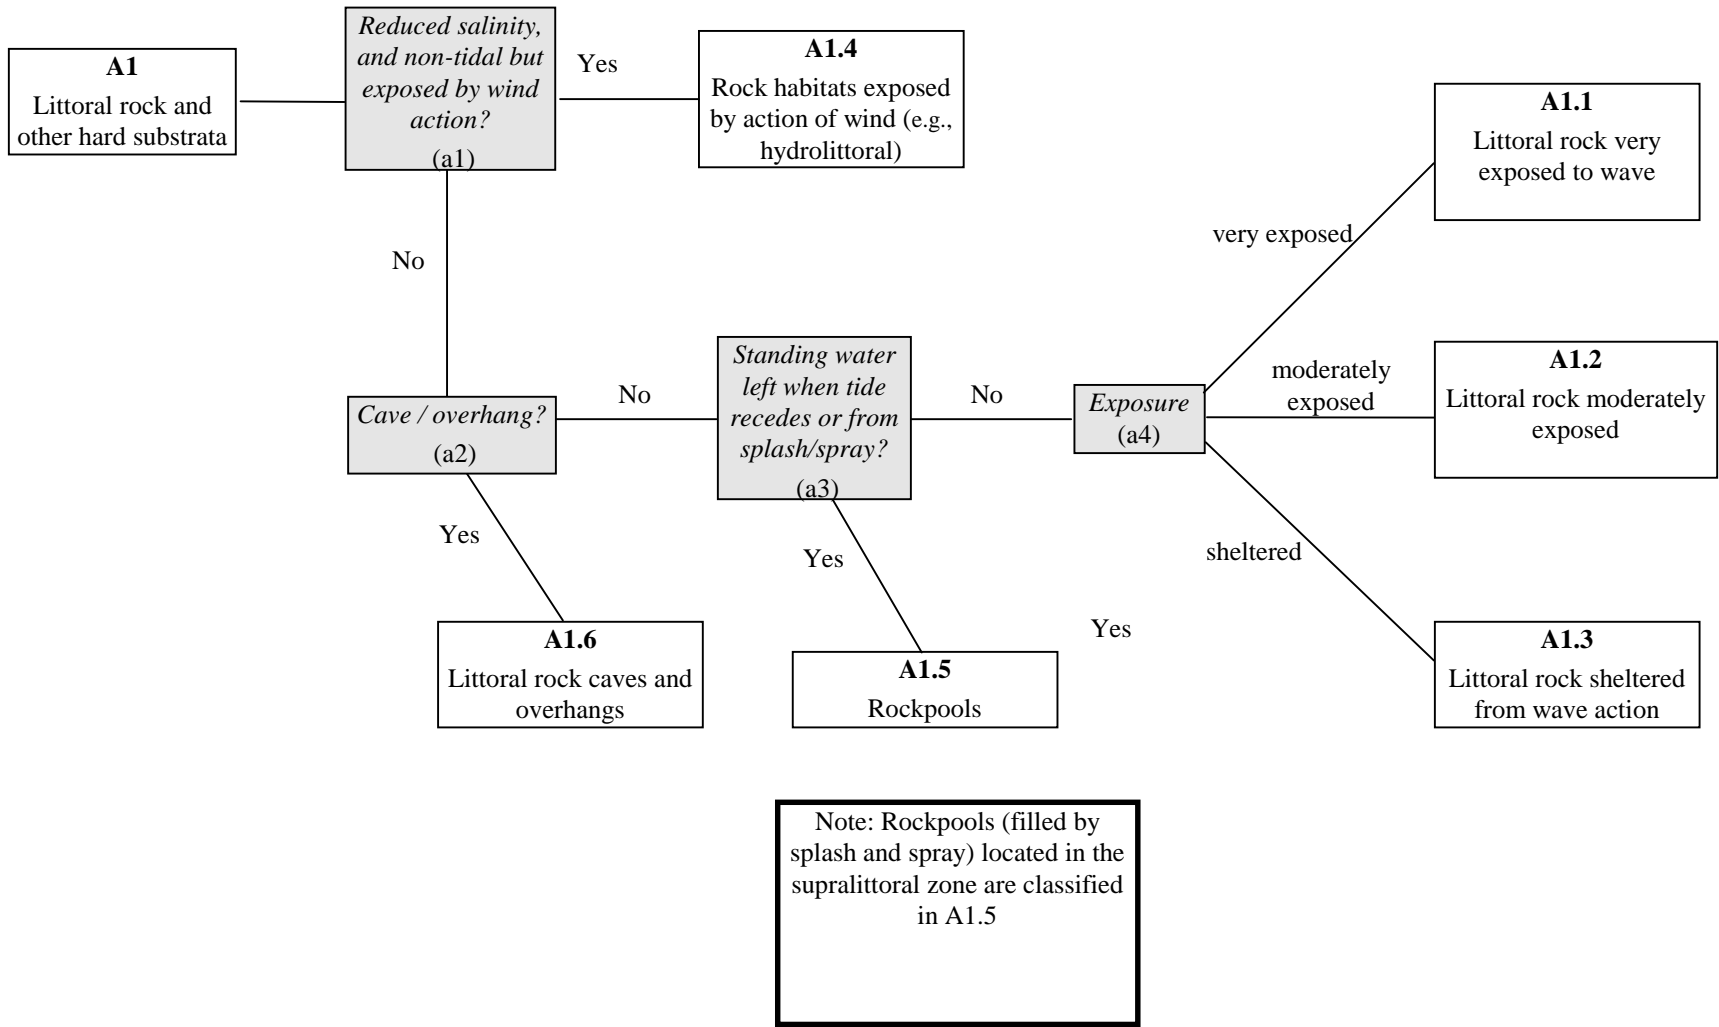 A1
Littoral rock and
other hard substrata
Reduced salinity,
and non-tidal but
exposed by wind
action?
(a1)
Yes
A1.4
Rock habitats exposed
by action of wind (e.g.,
hydrolittoral)
No
Cave / overhang?
(a2)
No
Standing water
left when tide
recedes or from
splash/spray?
(a3)
No
Exposure
(a4)
very exposed
A1.1
Littoral rock very
exposed to wave
moderately
exposed
A1.2
Littoral rock moderately
exposed
sheltered
A1.3
Littoral rock sheltered
from wave action
Yes
A1.6
Littoral rock caves and
overhangs
Yes
A1.5
Rockpools
Yes
Note: Rockpools (filled by
splash and spray) located in the
supralittoral zone are classified
in A1.5